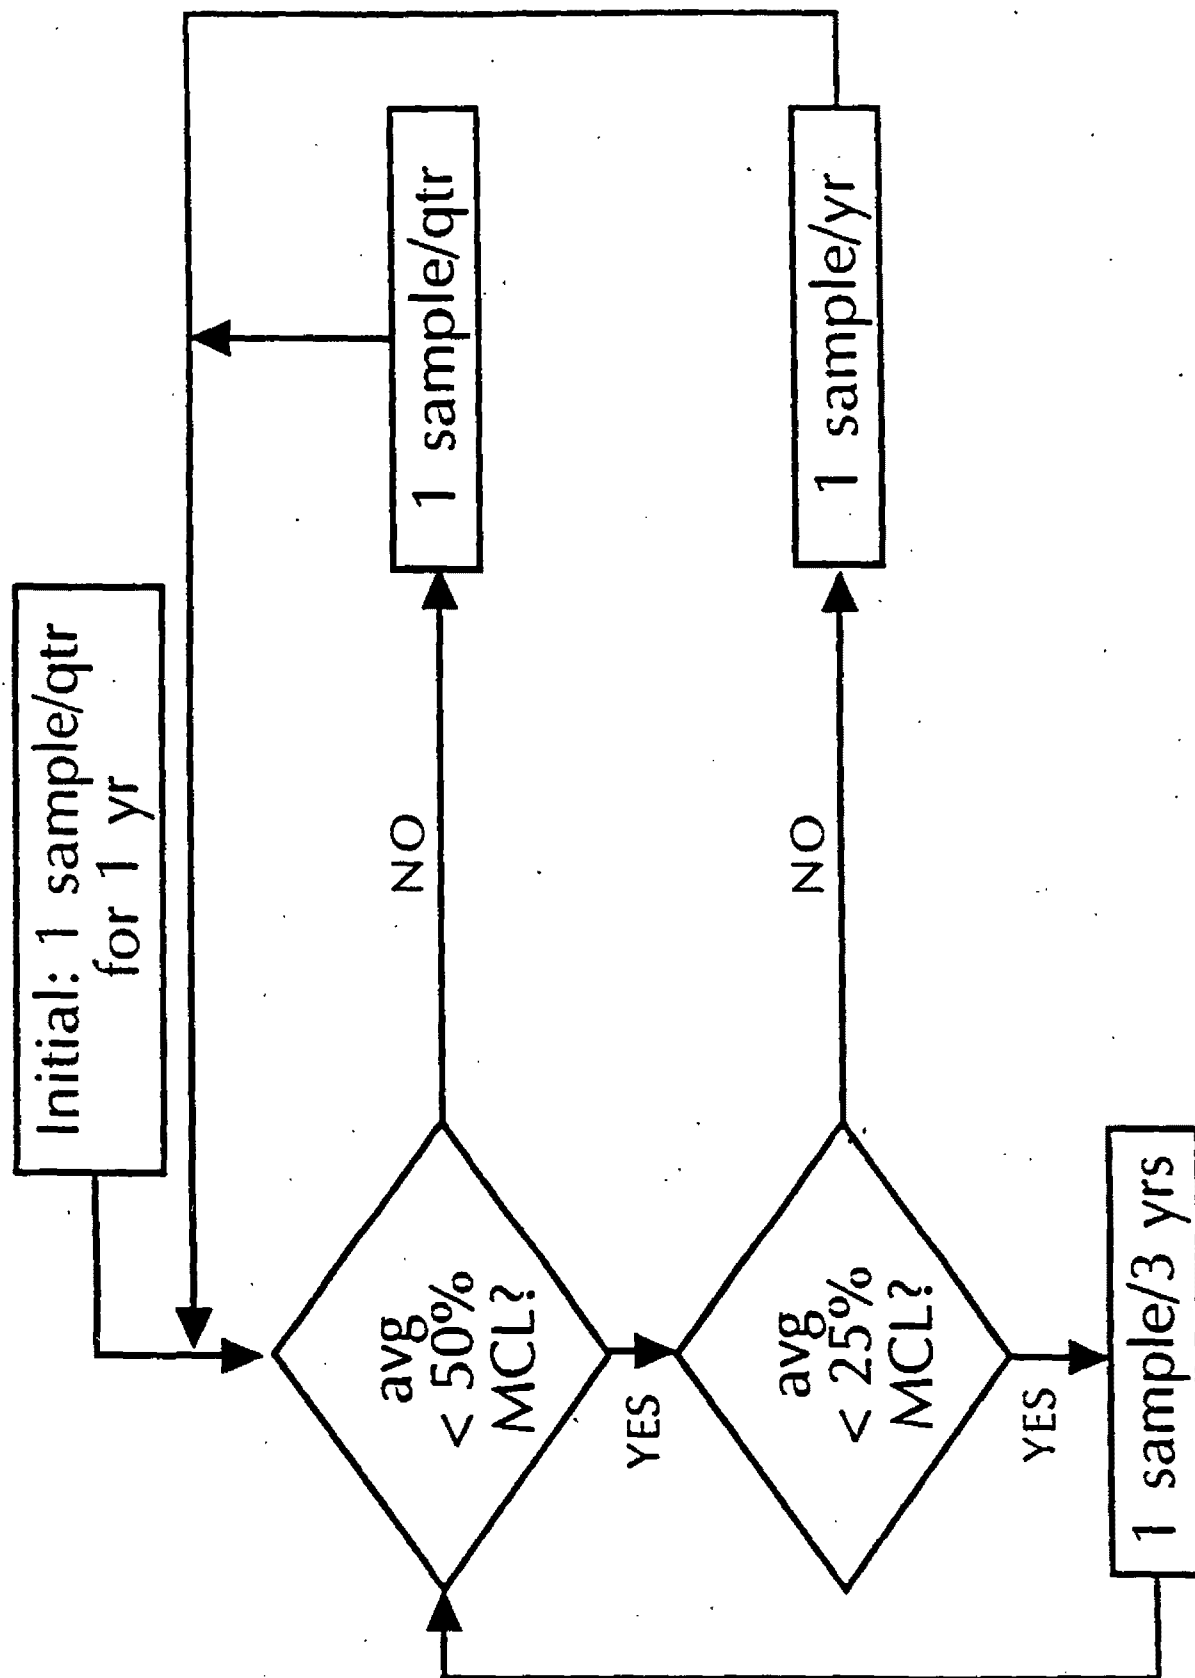 Initial: 1 sample/qtr
for 1 yr
avg
< 50%
MCL?
NO
1 sample/qtr
YES
avg
< 25%
MCL?
NO
1 sample/yr
YES
1 sample/3 yrs